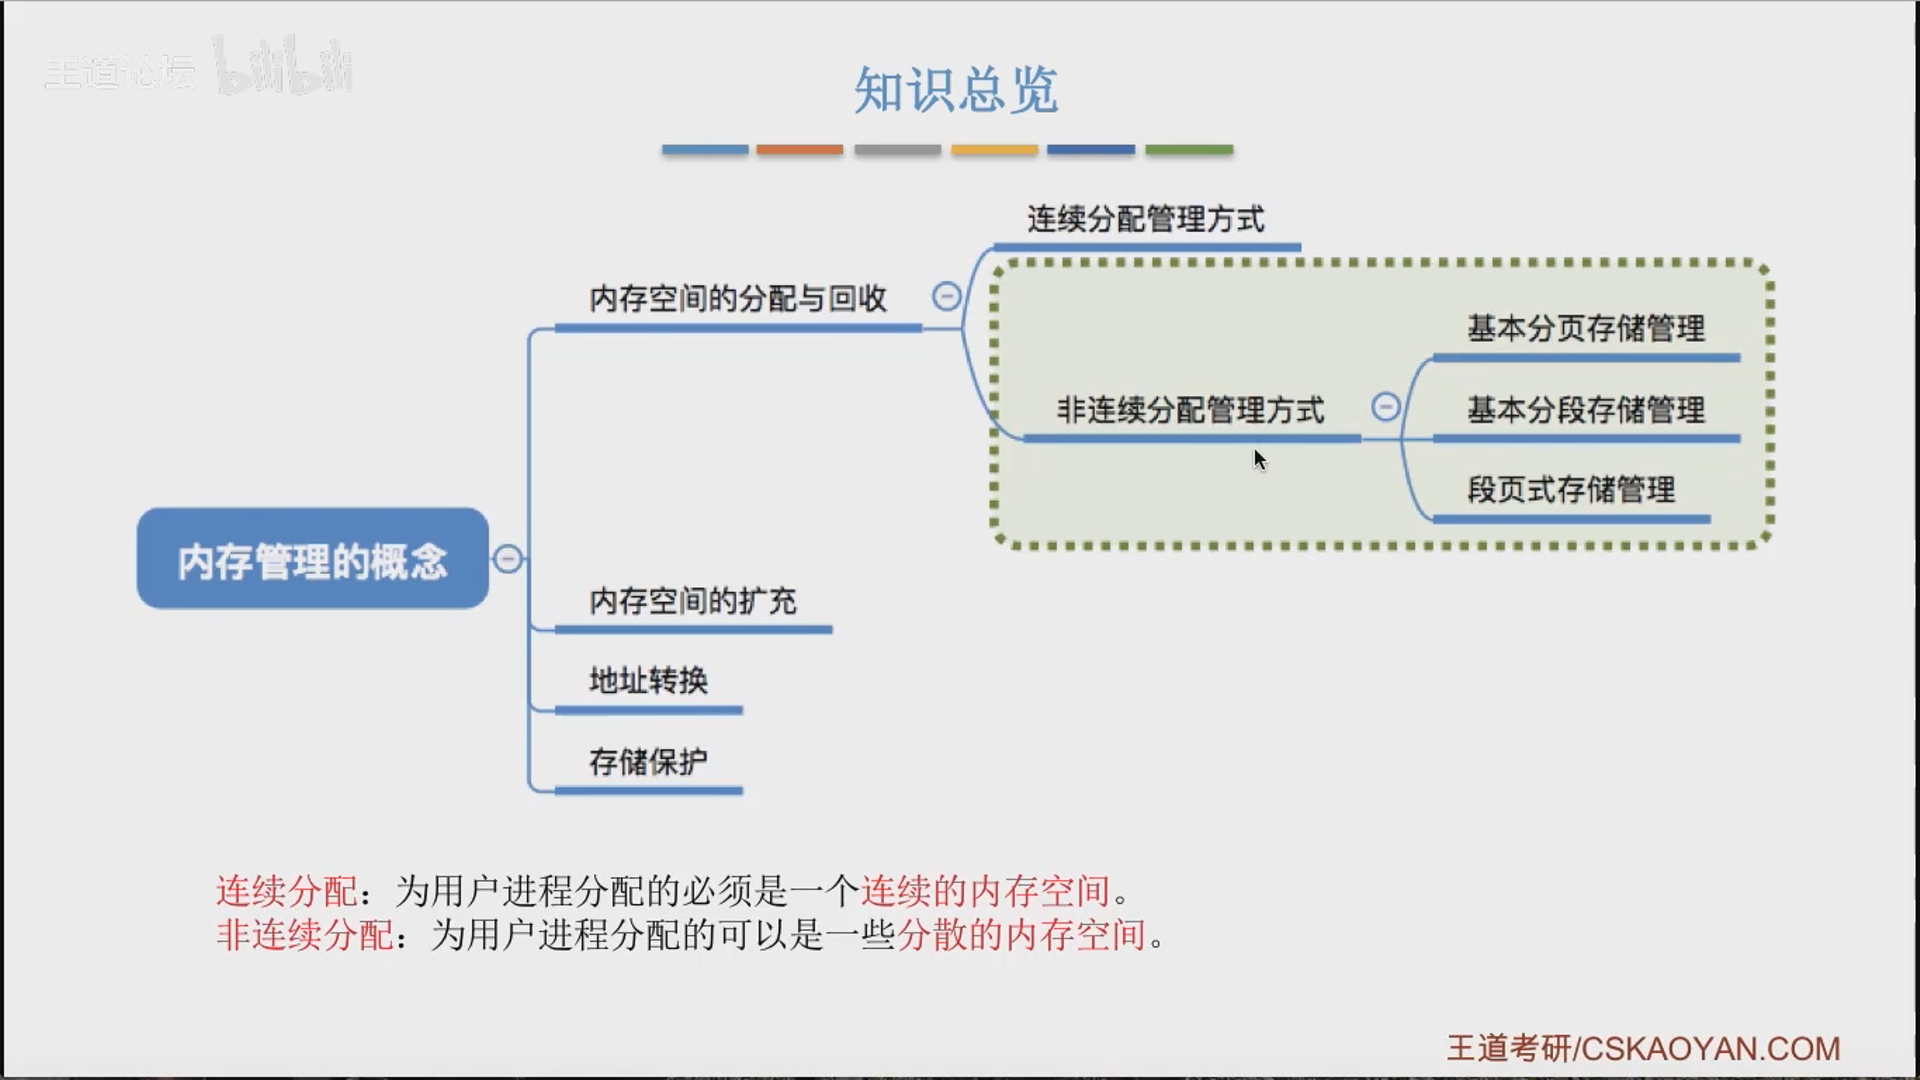 王道论坛 bilibili
知识总览
连续分配管理方式
内存空间的分配与回收
基本分页存储管理
非连续分配管理方式
基本分段存储管理
段页式存储管理
内存管理的概念
内存空间的扩充
地址转换
存储保护
连续分配：为用户进程分配的必须是一个连续的内存空间。
非连续分配：为用户进程分配的可以是一些分散的内存空间。
王道考研/CSKAOYAN.COM